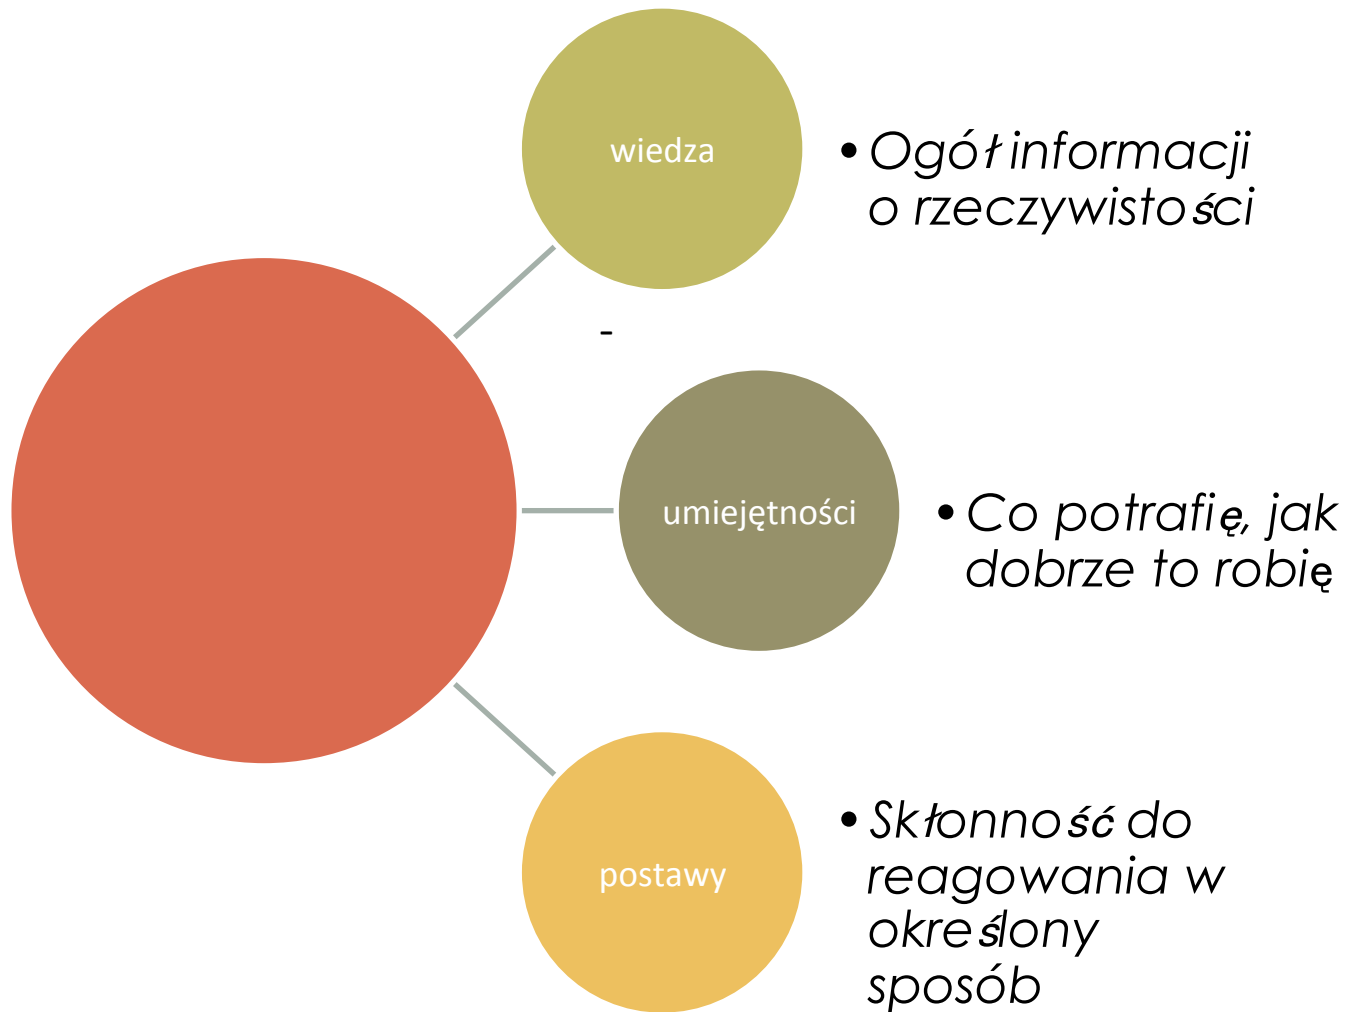 wiedza
• Ogół informacji
o rzeczywistości
-
umiejętności
• Co potrafię, jak
dobrze to robię
postawy
• Skłonność do
reagowania w
określony
sposób